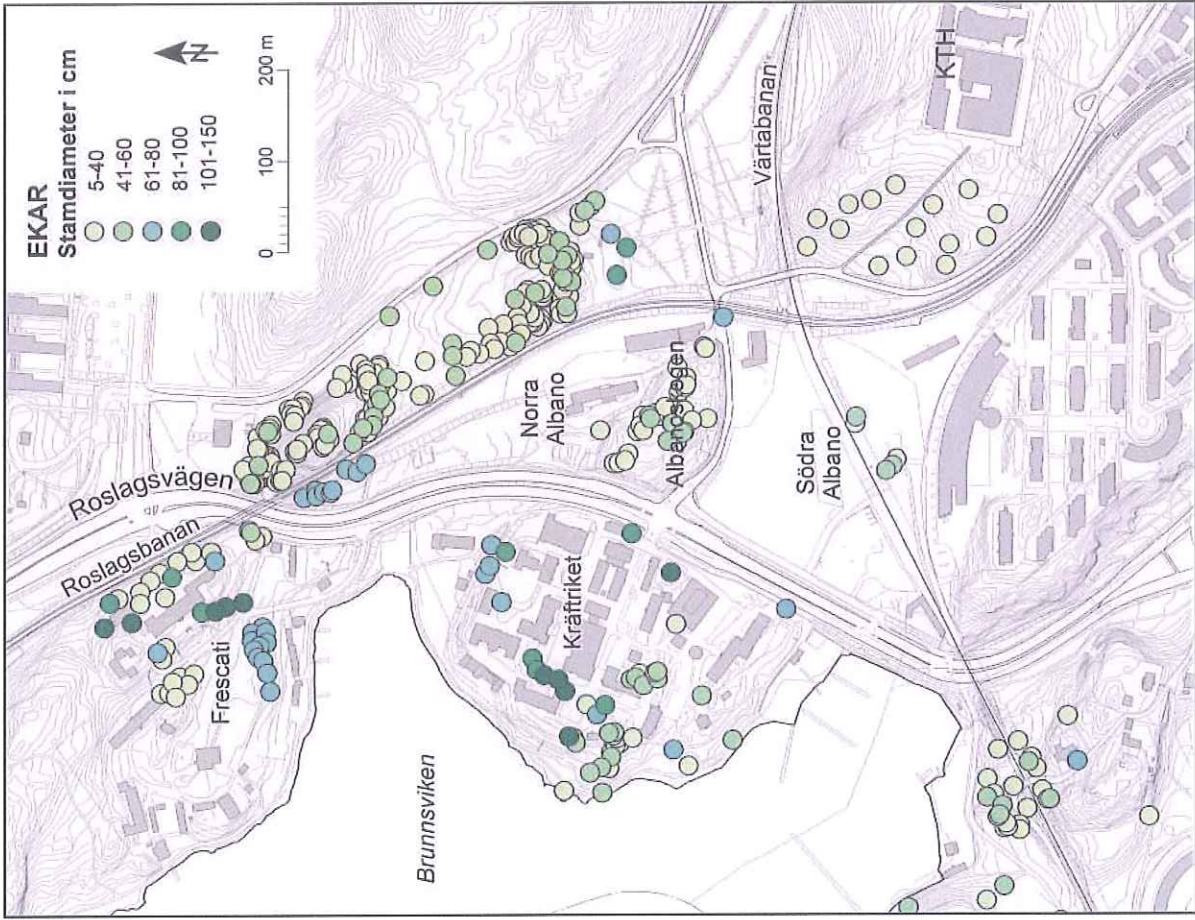 EKAR
Stamdiameter i cm
5-40
41-60
61-80
81-100
101-150
N
0
100
200 m
Roslagsvägen
Roslagsbanan
Frescati
Norra
Albano
Albanoskogen
Kräftriket
Södra
Albano
Värtabanan
KTH
Brunnsviken